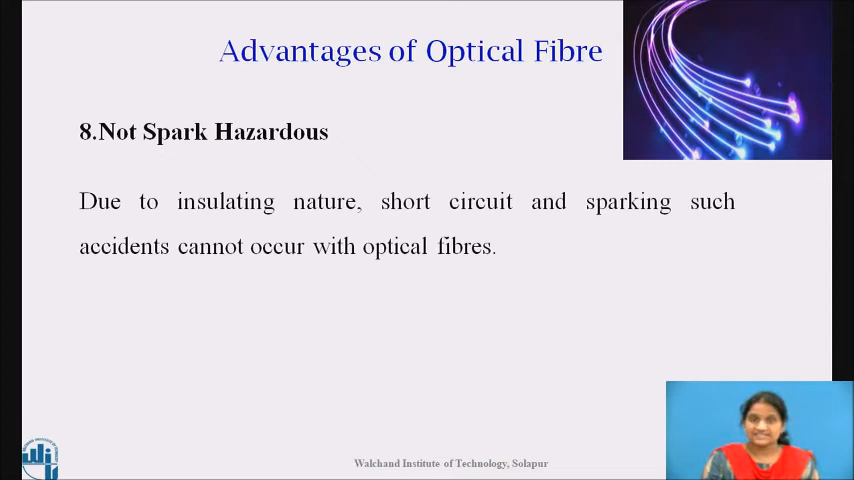 Advantages of Optical Fibre
8.Not Spark Hazardous
Due to insulating nature, short circuit and sparking such
accidents cannot occur with optical fibres.
Walchand Institute of Technology, Solapur